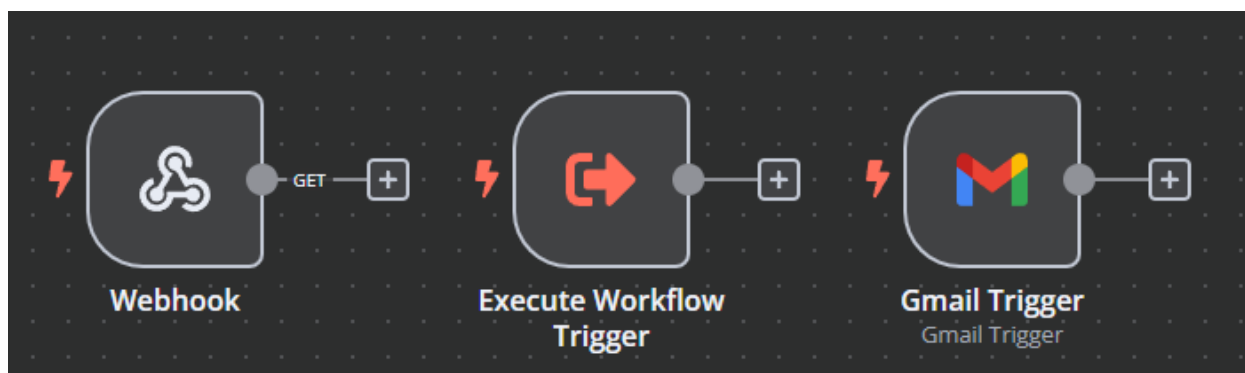 GET
Webhook
Execute Workflow
Trigger
Gmail Trigger
Gmail Trigger